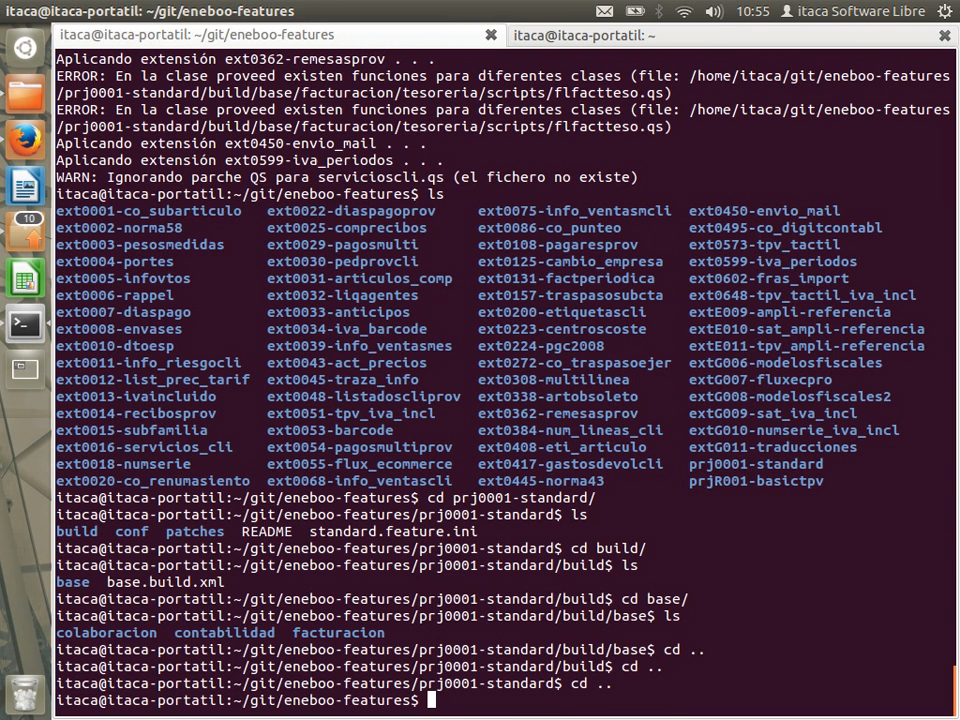 itaca@itaca-portatil: ~/git/eneboo-features 10:55 itaca Software Libre
itaca@itaca-portatil: ~/git/eneboo-features itaca@itaca-portatil: ~
Aplicando extensión ext0362-remesasprov . . .
ERROR: En la clase proveed existen funciones para diferentes clases (file: /home/itaca/git/eneboo-features
/prj0001-standard/build/base/facturacion/tesoreria/scripts/flfactteso.qs)
ERROR: En la clase proveed existen funciones para diferentes clases (file: /home/itaca/git/eneboo-features
/prj0001-standard/build/base/facturacion/tesoreria/scripts/flfactteso.qs)
Aplicando extensión ext0450-envio_mail . . .
Aplicando extensión ext0599-iva_periodos . . .
WARN: Ignorando parche QS para servicioscli.qs (el fichero no existe)
itaca@itaca-portatil:~/git/eneboo-features$ ls
ext0001-co_subarticulo ext0022-diaspagoprov ext0075-info_ventasmcli ext0450-envio_mail
ext0002-norma58 ext0025-comprecibos ext0086-co_punteo ext0495-co_digitcontabl
ext0003-pesosmedidas ext0029-pagosmulti ext0108-pagaresprov ext0573-tpv_tactil
ext0004-portes ext0030-pedprovcli ext0125-cambio_empresa ext0599-iva_periodos
ext0005-infovtos ext0031-articulos_comp ext0131-factperiodica ext0602-fras_import
ext0006-rappel ext0032-liqagentes ext0157-traspasosubcta ext0648-tpv_tactil_iva_incl
ext0007-diaspago ext0033-anticipos ext0200-etiquetascli extE009-ampli-referencia
ext0008-envases ext0034-iva_barcode ext0223-centroscoste extE010-sat_ampli-referencia
ext0010-dtoesp ext0039-info_ventasmes ext0224-pgc2008 extE011-tpv_ampli-referencia
ext0011-info_riesgocli ext0043-act_precios ext0272-co_traspasoejer extG006-modelosfiscales
ext0012-list_prec_tarif ext0045-traza_info ext0308-multilinea extG007-fluxecpro
ext0013-ivaincluido ext0048-listadoscliprov ext0338-artobsoleto extG008-modelosfiscales2
ext0014-recibosprov ext0051-tpv_iva_incl ext0362-remesasprov extG009-sat_iva_incl
ext0015-subfamilia ext0053-barcode ext0384-num_lineas_cli extG010-numserie_iva_incl
ext0016-servicios_cli ext0054-pagosmultiprov ext0408-eti_articulo extG011-traducciones
ext0018-numserie ext0055-flux_ecommerce ext0417-gastosdevolcli prj0001-standard
ext0020-co_renumasiento ext0068-info_ventascli ext0445-norma43 prjR001-basictpv
itaca@itaca-portatil:~/git/eneboo-features$ cd prj0001-standard/
itaca@itaca-portatil:~/git/eneboo-features/prj0001-standard$ ls
build conf patches README standard.feature.ini
itaca@itaca-portatil:~/git/eneboo-features/prj0001-standard$ cd build/
itaca@itaca-portatil:~/git/eneboo-features/prj0001-standard/build$ ls
base base.build.xml
itaca@itaca-portatil:~/git/eneboo-features/prj0001-standard/build$ cd base/
itaca@itaca-portatil:~/git/eneboo-features/prj0001-standard/build/base$ ls
colaboracion contabilidad facturacion
itaca@itaca-portatil:~/git/eneboo-features/prj0001-standard/build/base$ cd ..
itaca@itaca-portatil:~/git/eneboo-features/prj0001-standard/build$ cd ..
itaca@itaca-portatil:~/git/eneboo-features/prj0001-standard$ cd ..
itaca@itaca-portatil:~/git/eneboo-features$
10